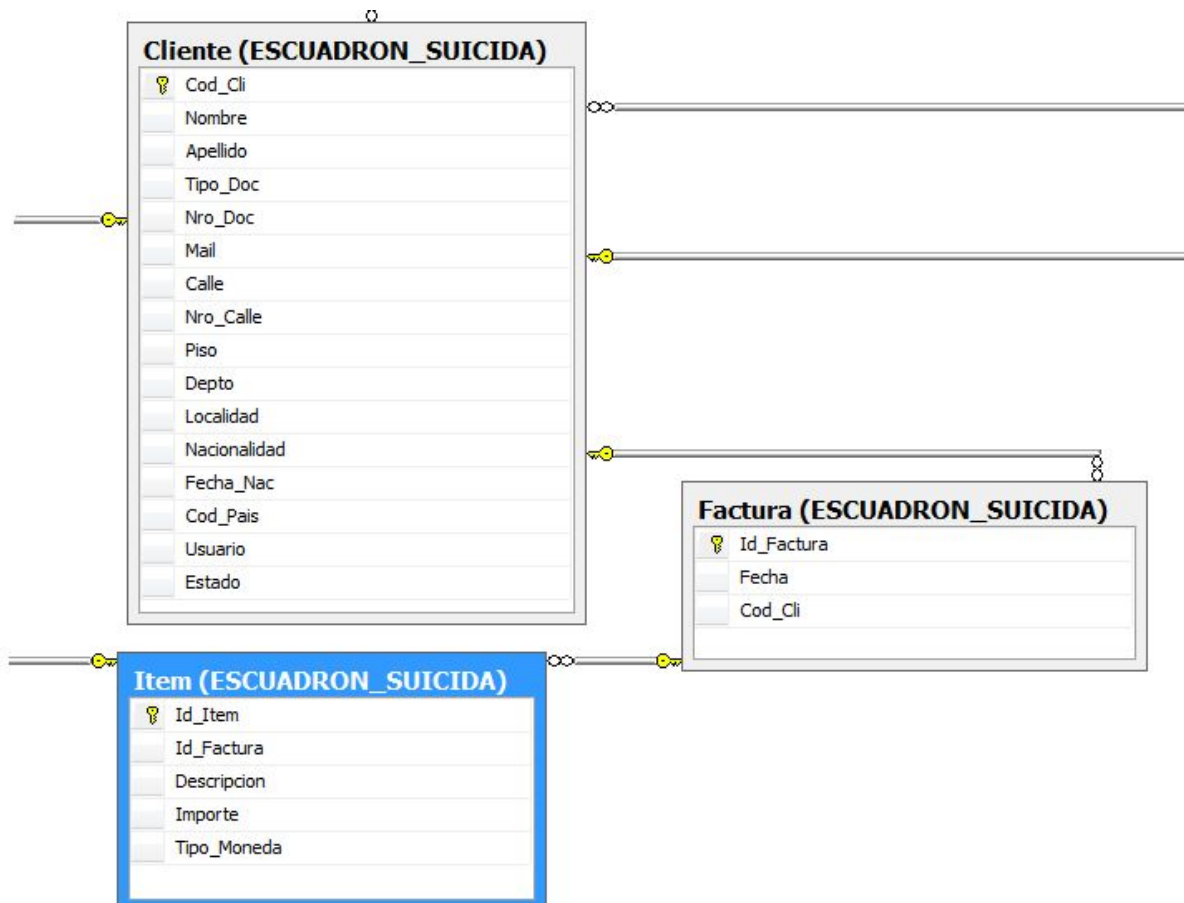 Cliente (ESCUADRON_SUICIDA)
Cod_Cli
Nombre
Apellido
Tipo_Doc
Nro_Doc
Mail
Calle
Nro_Calle
Piso
Depto
Localidad
Nacionalidad
Fecha_Nac
Cod_Pais
Usuario
Estado
Factura (ESCUADRON_SUICIDA)
Id_Factura
Fecha
Cod_Cli
Item (ESCUADRON_SUICIDA)
Id_Item
Id_Factura
Descripcion
Importe
Tipo_Moneda